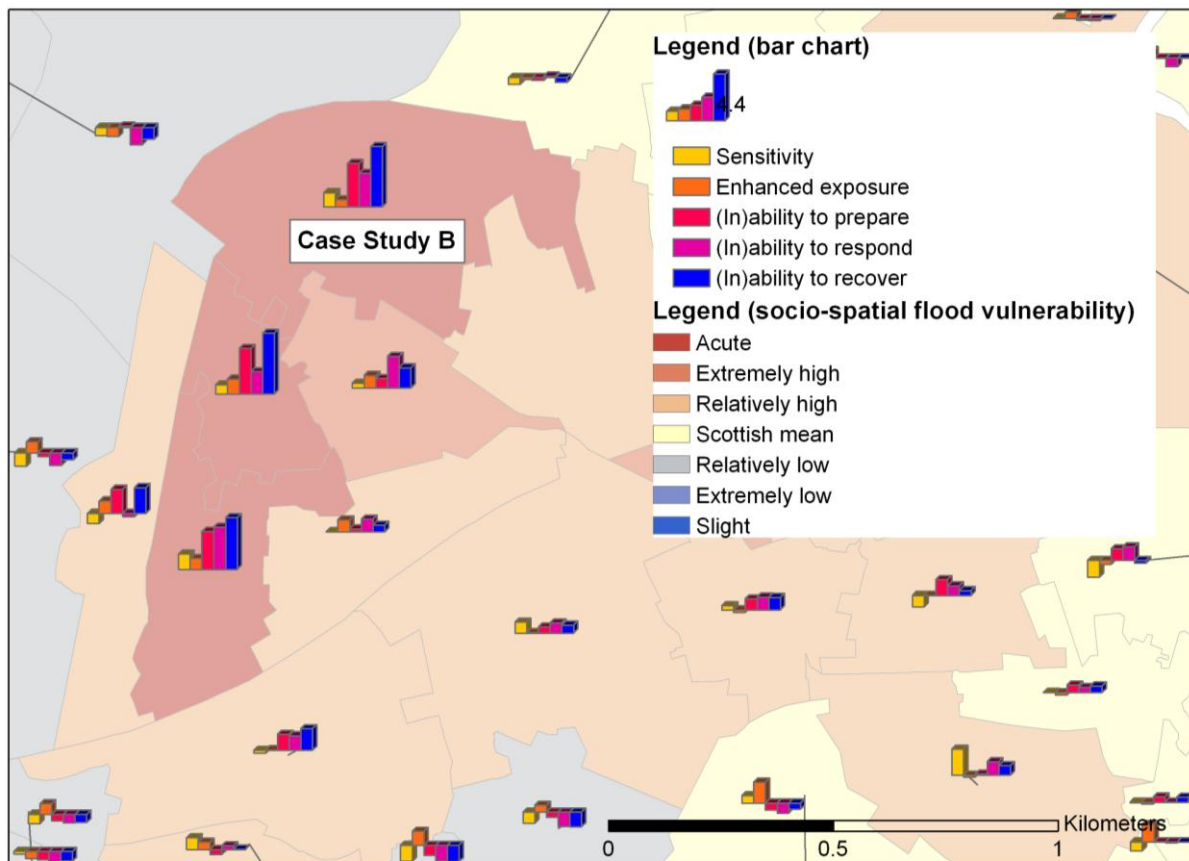 Legend (bar chart)
4.4
Sensitivity
Enhanced exposure
(In)ability to prepare
(In)ability to respond
(In)ability to recover
Legend (socio-spatial flood vulnerability)
Acute
Extremely high
Relatively high
Scottish mean
Relatively low
Extremely low
Slight
Case Study B
Kilometers
0 0.5 1